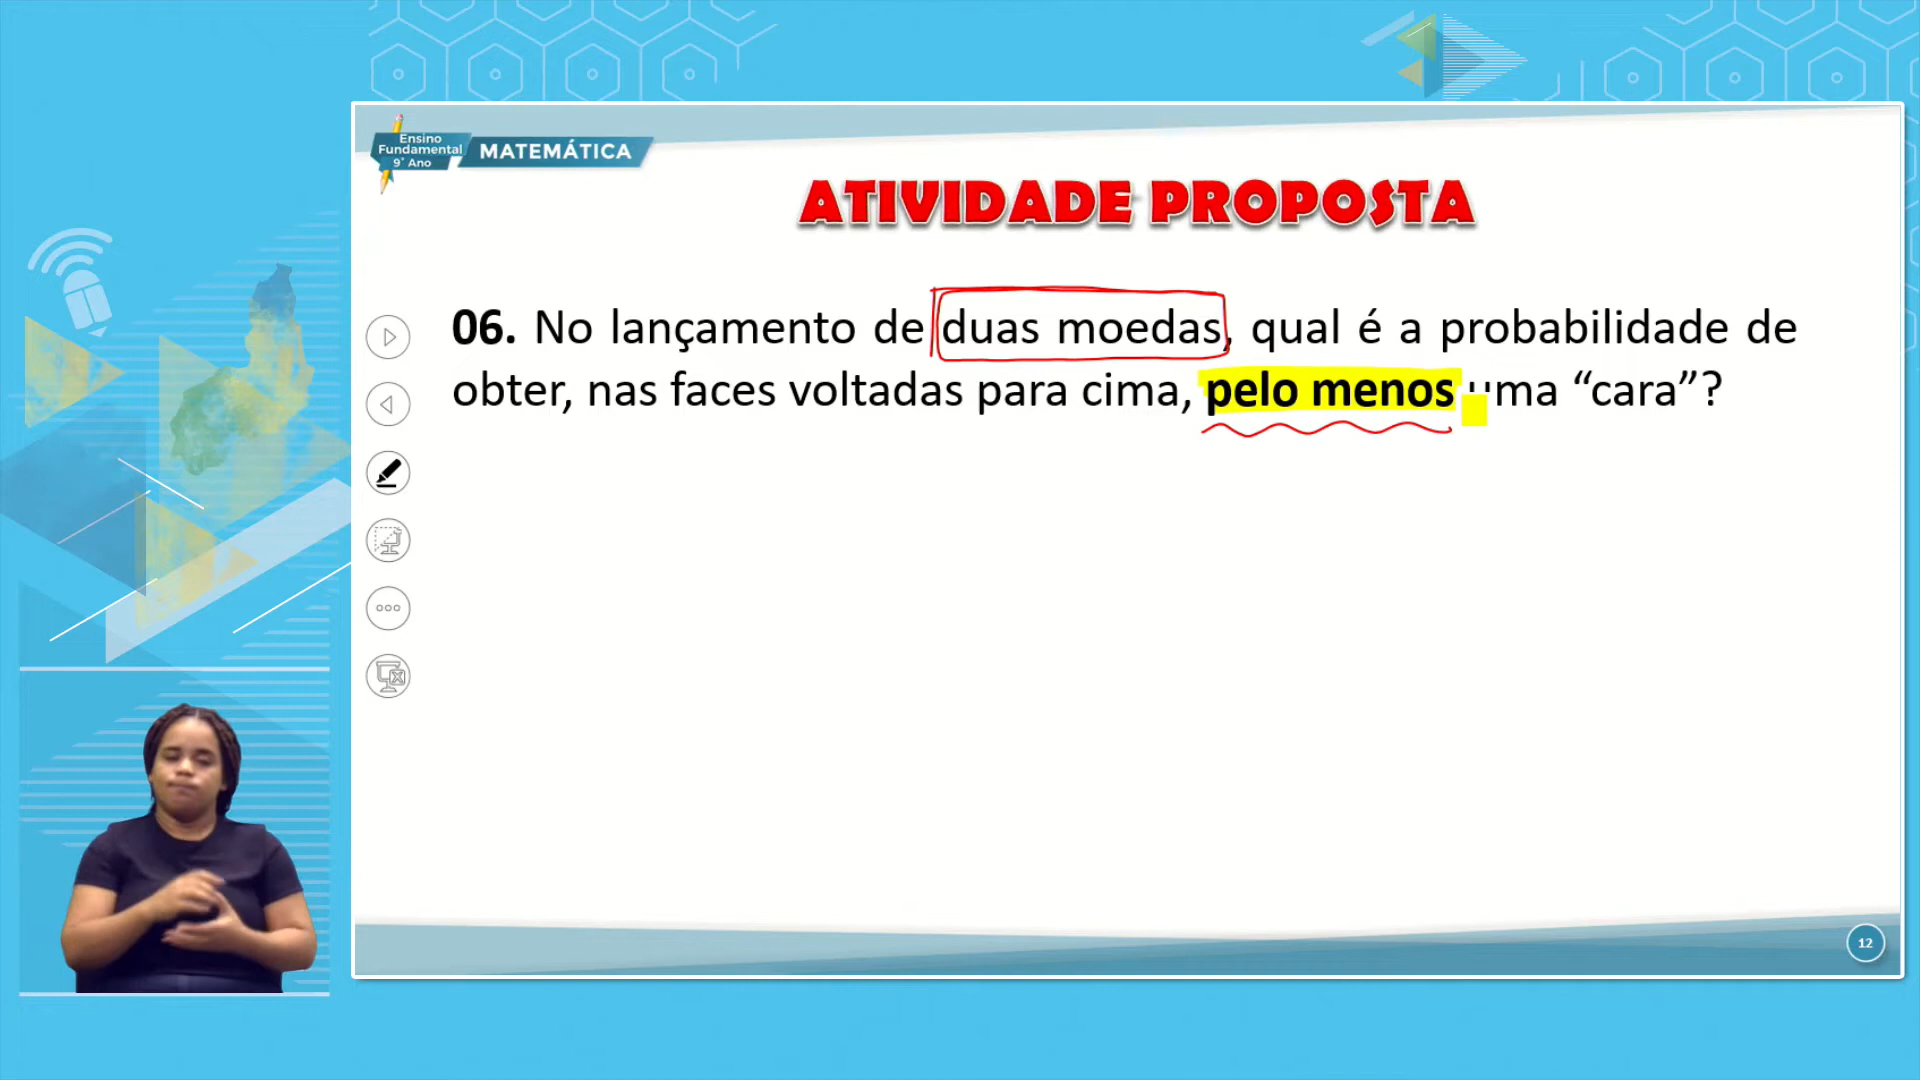 Ensino
Fundamental
9° Ano
MATEMÁTICA
ATIVIDADE PROPOSTA
06. No lançamento de duas moedas, qual é a probabilidade de
obter, nas faces voltadas para cima, pelo menos uma “cara”?
12